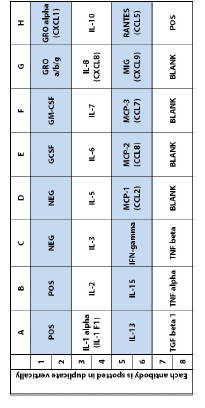 A B C D E F G H
1 2 POS POS NEG NEG GCSF GM-CSF GRO a/b/g GRO alpha (CXCL1)
3 4 IL-1 alpha (IL-1 F1) IL-2 IL-3 IL-5 IL-6 IL-7 IL-8 (CXCL8) IL-10
5 6 IL-13 IL-15 IFN-gamma MCP-1 (CCL2) MCP-2 (CCL8) MCP-3 (CCL7) MIG (CXCL9) RANTES (CCL5)
7 8 TGF beta 1 TNF alpha TNF beta BLANK BLANK BLANK BLANK POS
Each antibody is spotted in duplicate vertically